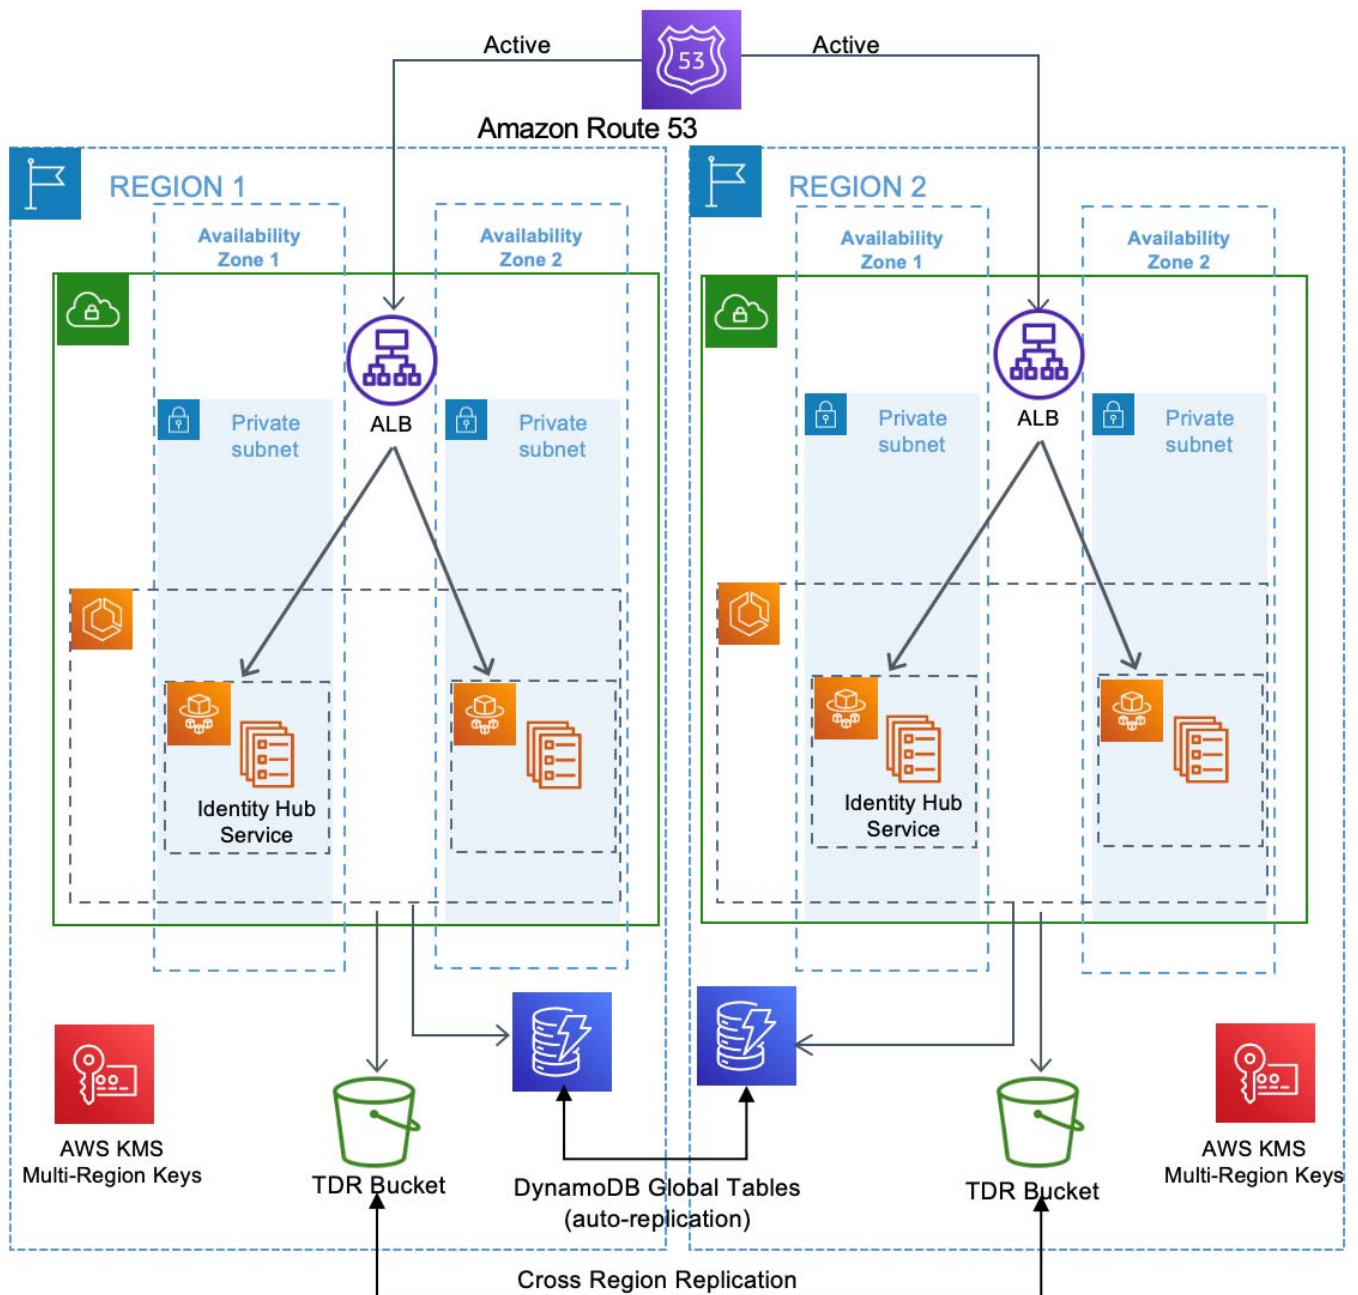 Active
Active
53
Amazon Route 53
REGION 1
REGION 2
Availability
Zone 1
Availability
Zone 2
Availability
Zone 1
Availability
Zone 2
ALB
ALB
Private
subnet
Private
subnet
Private
subnet
Private
subnet
Identity Hub
Service
Identity Hub
Service
AWS KMS
Multi-Region Keys
TDR Bucket
DynamoDB Global Tables
(auto-replication)
TDR Bucket
AWS KMS
Multi-Region Keys
Cross Region Replication